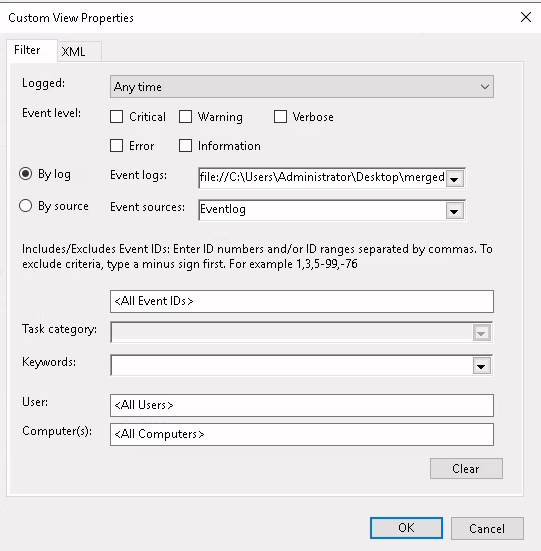 Custom View Properties
Filter XML
Logged: Any time
Event level: Critical Warning Verbose
Error Information
By log Event logs: file://C:\Users\Administrator\Desktop\merged
By source Event sources: Eventlog
Includes/Excludes Event IDs: Enter ID numbers and/or ID ranges separated by commas. To
exclude criteria, type a minus sign first. For example 1,3,5-99,-76
<All Event IDs>
Task category:
Keywords:
User: <All Users>
Computer(s): <All Computers>
Clear
OK Cancel